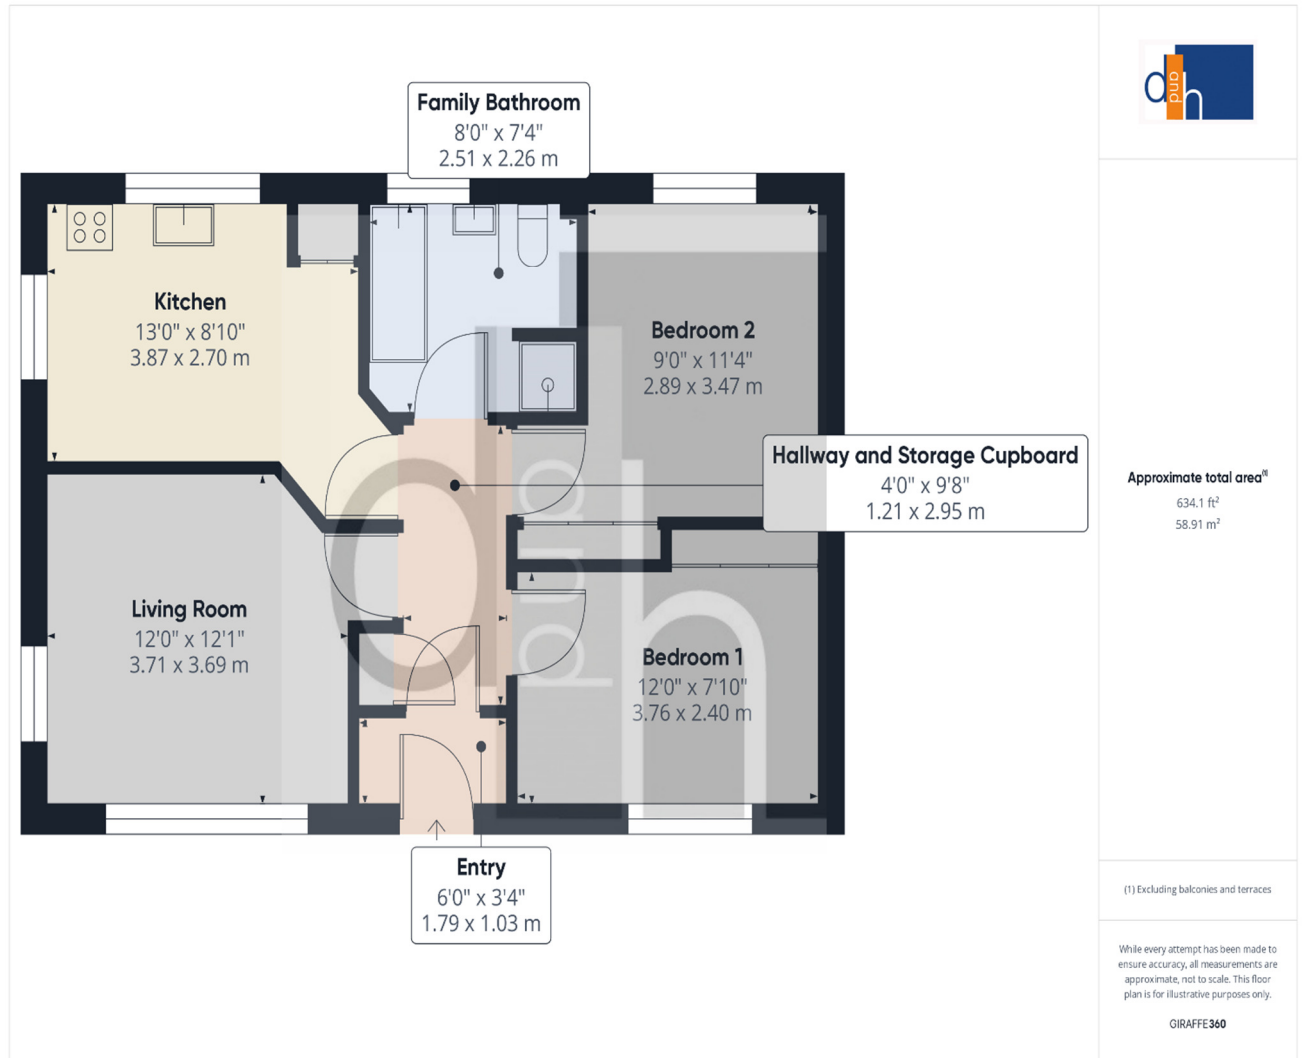 Family Bathroom
8'0" x 7'4"
2.51 x 2.26 m
Kitchen
13'0" x 8'10"
3.87 x 2.70 m
Bedroom 2
9'0" x 11'4"
2.89 x 3.47 m
Hallway and Storage Cupboard
4'0" x 9'8"
1.21 x 2.95 m
Living Room
12'0" x 12'1"
3.71 x 3.69 m
Bedroom 1
12'0" x 7'10"
3.76 x 2.40 m
Entry
6'0" x 3'4"
1.79 x 1.03 m
d and h
d and h
Approximate total area(1)
634.1 ft²
58.91 m²
(1) Excluding balconies and terraces
While every attempt has been made to
ensure accuracy, all measurements are
approximate, not to scale. This floor
plan is for illustrative purposes only.
GIRAFFE360